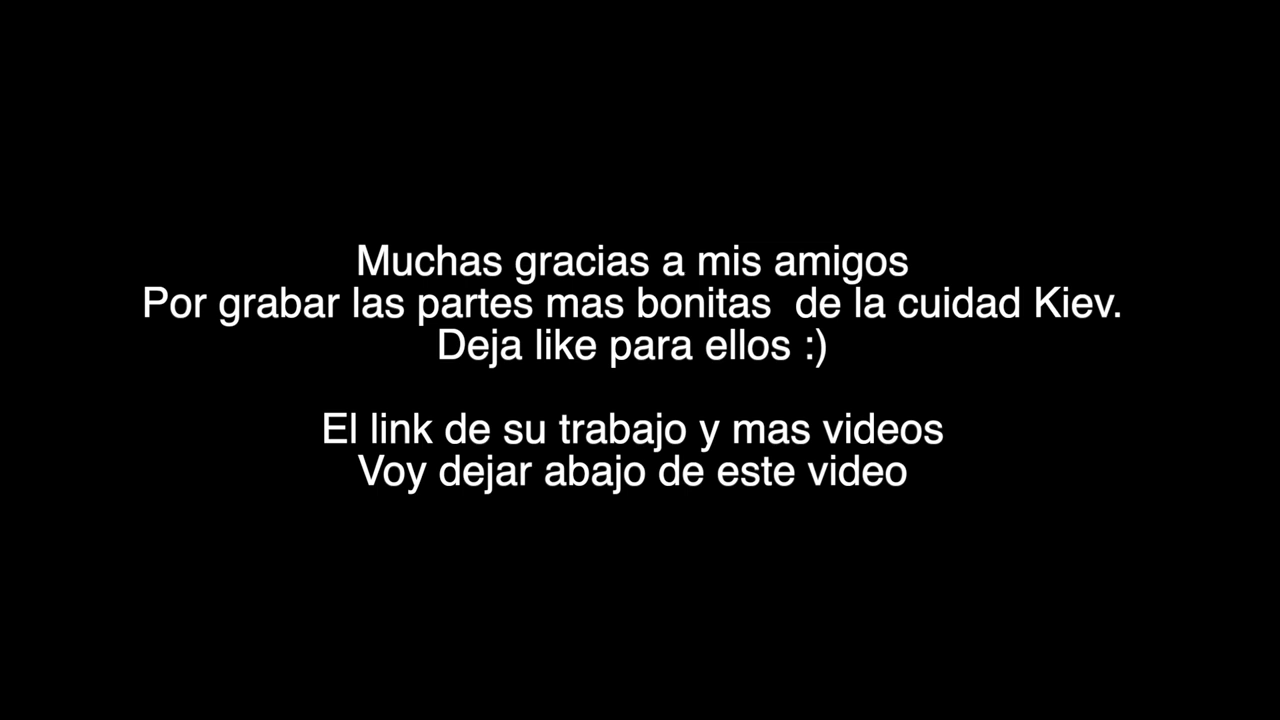 Muchas gracias a mis amigos
Por grabar las partes mas bonitas  de la cuidad Kiev.
Deja like para ellos :)
El link de su trabajo y mas videos
Voy dejar abajo de este video